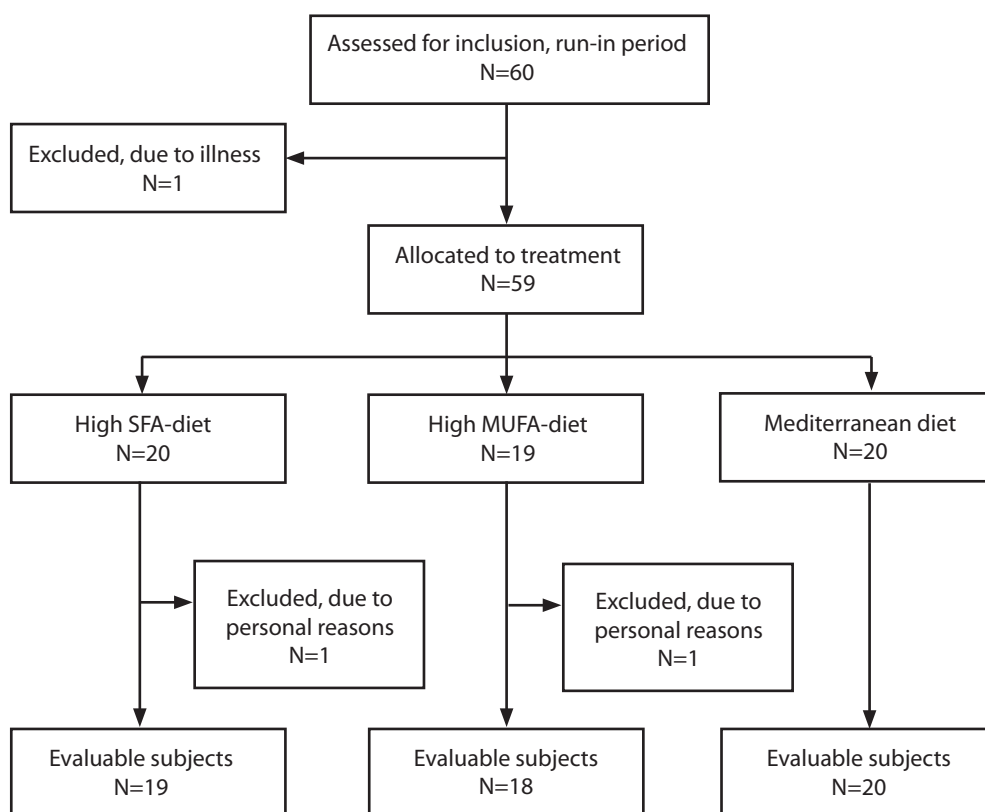 Assessed for inclusion, run-in period
N=60
Excluded, due to illness
N=1
Allocated to treatment
N=59
High SFA-diet
N=20
High MUFA-diet
N=19
Mediterranean diet
N=20
Excluded, due to
personal reasons
N=1
Excluded, due to
personal reasons
N=1
Evaluable subjects
N=19
Evaluable subjects
N=18
Evaluable subjects
N=20